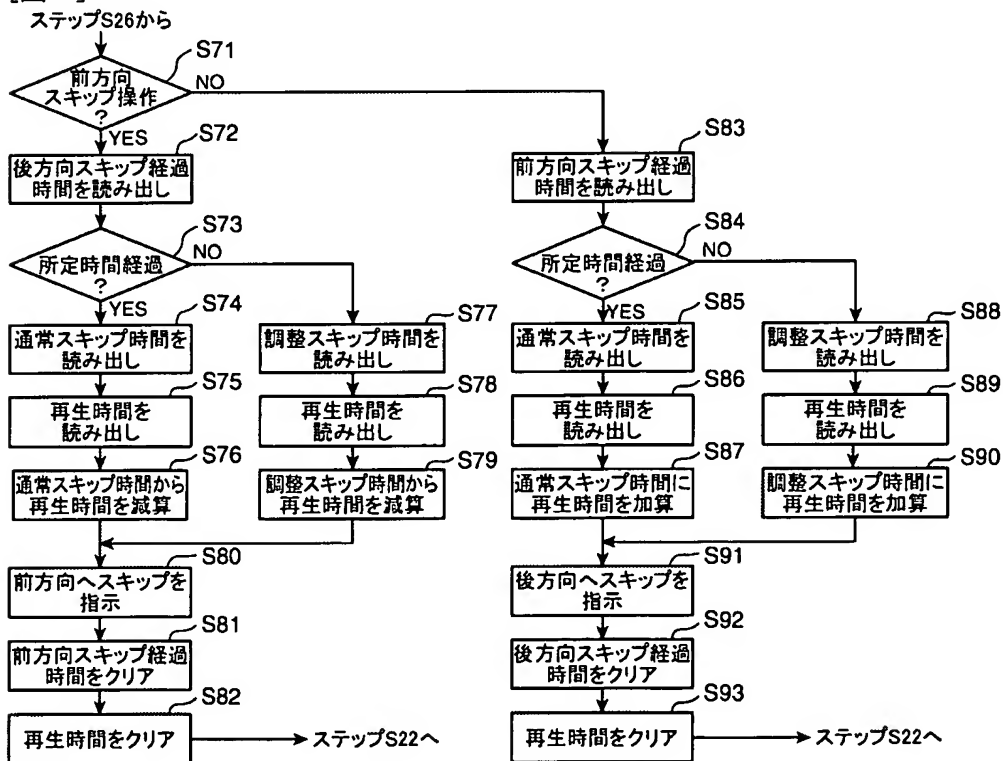 ステップS26から
S71
前方向
スキップ操作
?
NO
YES
S72
後方向スキップ経過
時間を読み出し
S73
所定時間経過
?
NO
YES
S74
通常スキップ時間を
読み出し
S75
再生時間を
読み出し
S76
通常スキップ時間から
再生時間を減算
S77
調整スキップ時間を
読み出し
S78
再生時間を
読み出し
S79
調整スキップ時間から
再生時間を減算
S80
前方向へスキップを
指示
S81
前方向スキップ経過
時間をクリア
S82
再生時間をクリア
ステップS22へ
S83
前方向スキップ経過
時間を読み出し
S84
所定時間経過
?
NO
YES
S85
通常スキップ時間を
読み出し
S86
再生時間を
読み出し
S87
通常スキップ時間に
再生時間を加算
S88
調整スキップ時間を
読み出し
S89
再生時間を
読み出し
S90
調整スキップ時間に
再生時間を加算
S91
後方向へスキップを
指示
S92
後方向スキップ経過
時間をクリア
S93
再生時間をクリア
ステップS22へ